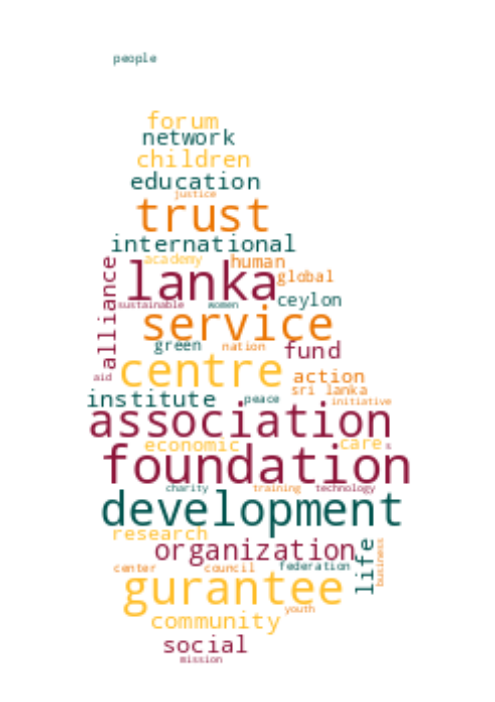 people
forum
network
children
education
justice
trust
international
academy human
alliance
lanka global
sustainable women ceylon
service
green nation fund
centre
aid action
sri lanka
institute peace initiative
association
economic care s
foundation
charity training technology
development
research
organization
life
business
center council federation
gurantee
youth
community
social
mission